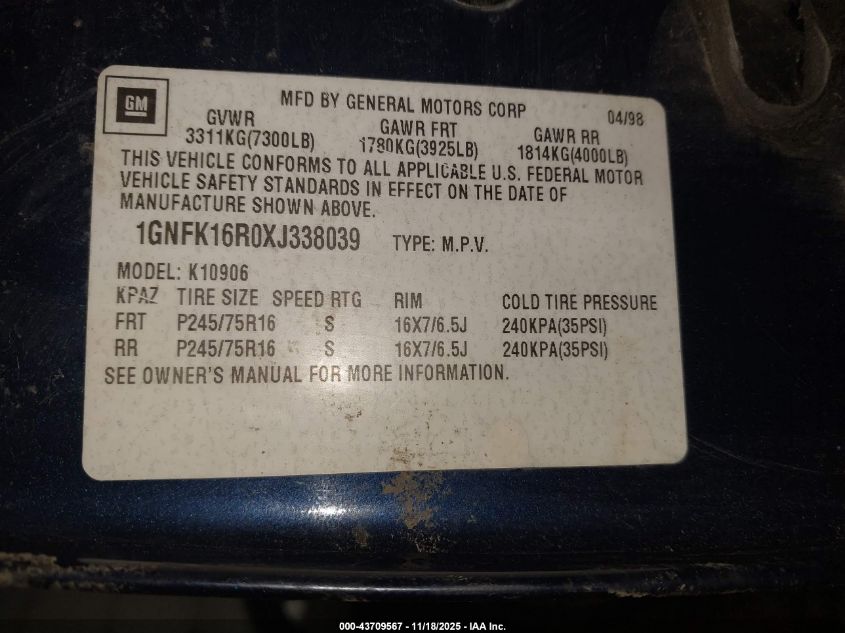 GM
MFD BY GENERAL MOTORS CORP 04/98
GVWR GAWR FRT GAWR RR
3311KG(7300LB) 1780KG(3925LB) 1814KG(4000LB)
THIS VEHICLE CONFORMS TO ALL APPLICABLE U.S. FEDERAL MOTOR
VEHICLE SAFETY STANDARDS IN EFFECT ON THE DATE OF
MANUFACTURE SHOWN ABOVE.
1GNFK16R0XJ338039 TYPE: M.P.V.
MODEL: K10906
KPAZ TIRE SIZE SPEED RTG RIM COLD TIRE PRESSURE
FRT P245/75R16 S 16X7/6.5J 240KPA(35PSI)
RR P245/75R16 S 16X7/6.5J 240KPA(35PSI)
SEE OWNER'S MANUAL FOR MORE INFORMATION.
000-43709567 - 11/18/2025 - IAA Inc.